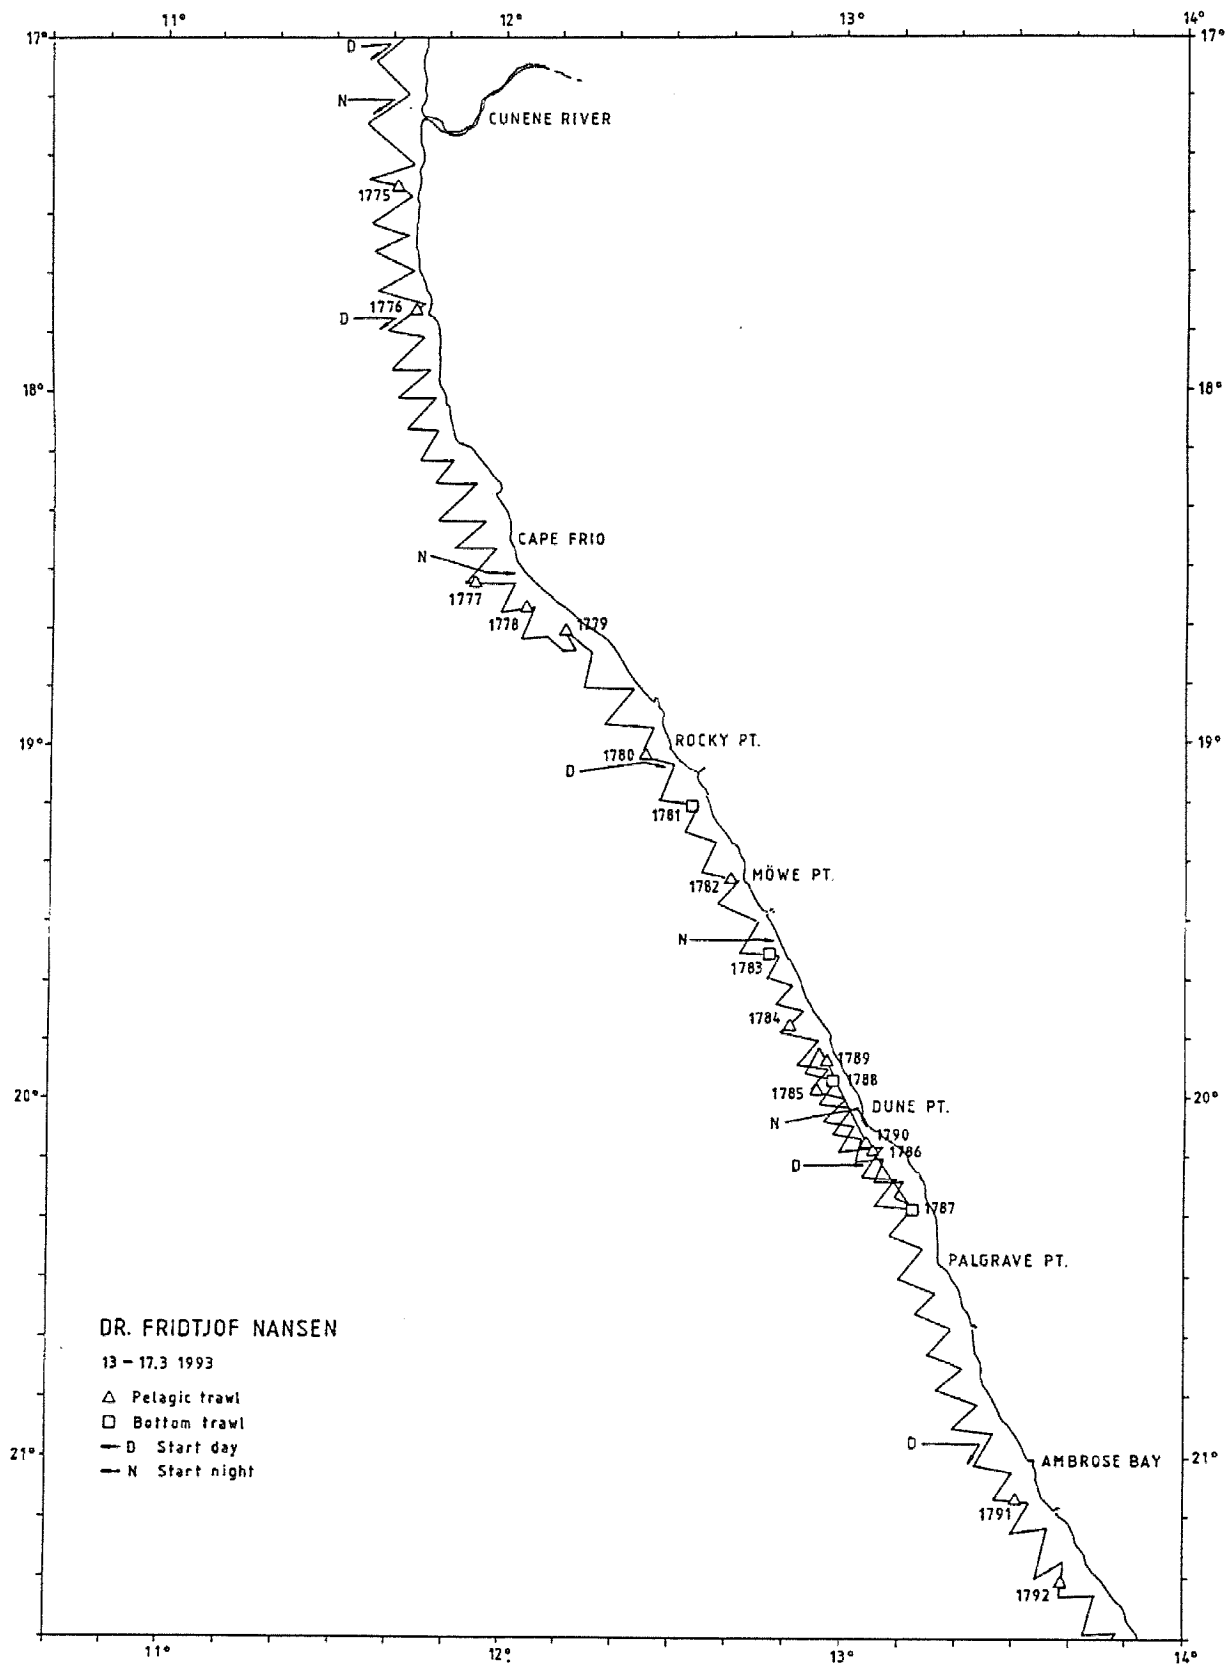 11° 12° 13° 14°
17° 17°
D
N
CUNENE RIVER
1775
1776
D
18° 18°
CAPE FRIO
N
1777
1778 1779
19° 19°
ROCKY PT.
1780
D
1781
MÖWE PT.
1782
N
1783
1784
1789
1788
1785
20° 20°
DUNE PT.
N
1790
1786
D
1787
PALGRAVE PT.
DR. FRIDTJOF NANSEN
13 - 17.3 1993
Pelagic trawl
Bottom trawl
D Start day
N Start night
D
21° 21°
AMBROSE BAY
1791
1792
11° 12° 13° 14°